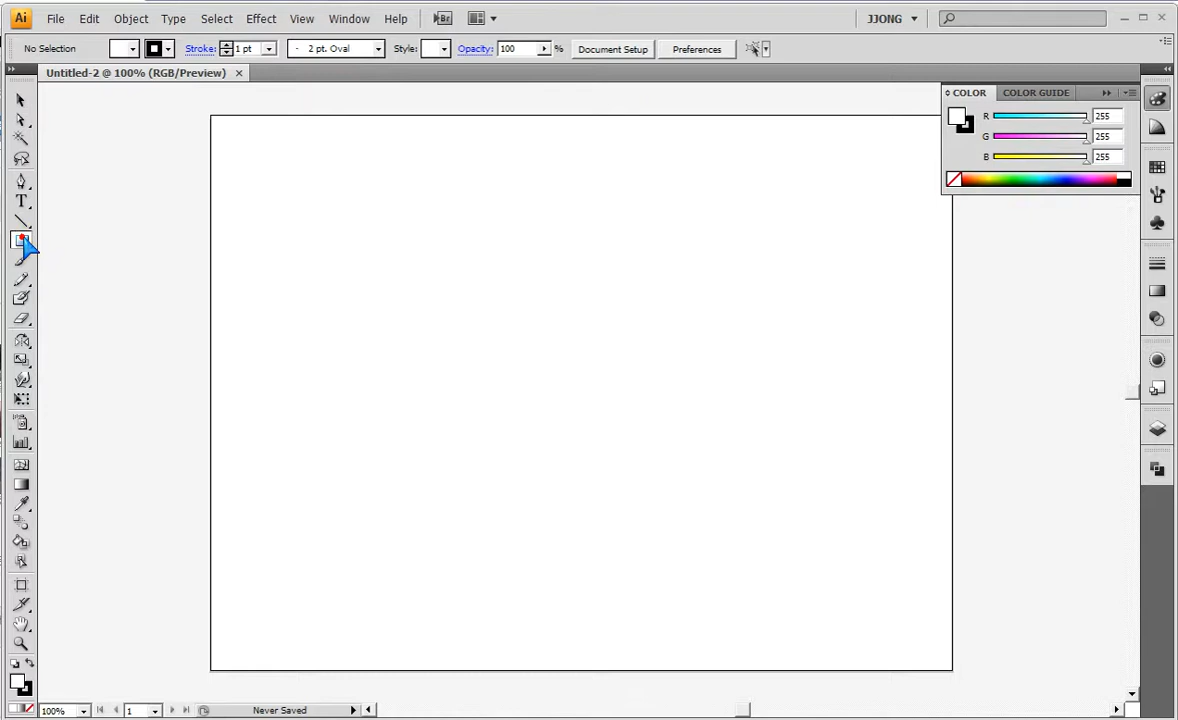 Ai File Edit Object Type Select Effect View Window Help Br JJONG
No Selection Stroke: 1 pt 2 pt. Oval Style: Opacity: 100 % Document Setup Preferences
Untitled-2 @ 100% (RGB/Preview) ×
COLOR COLOR GUIDE
R 255
G 255
B 255
T
100% 1 Never Saved